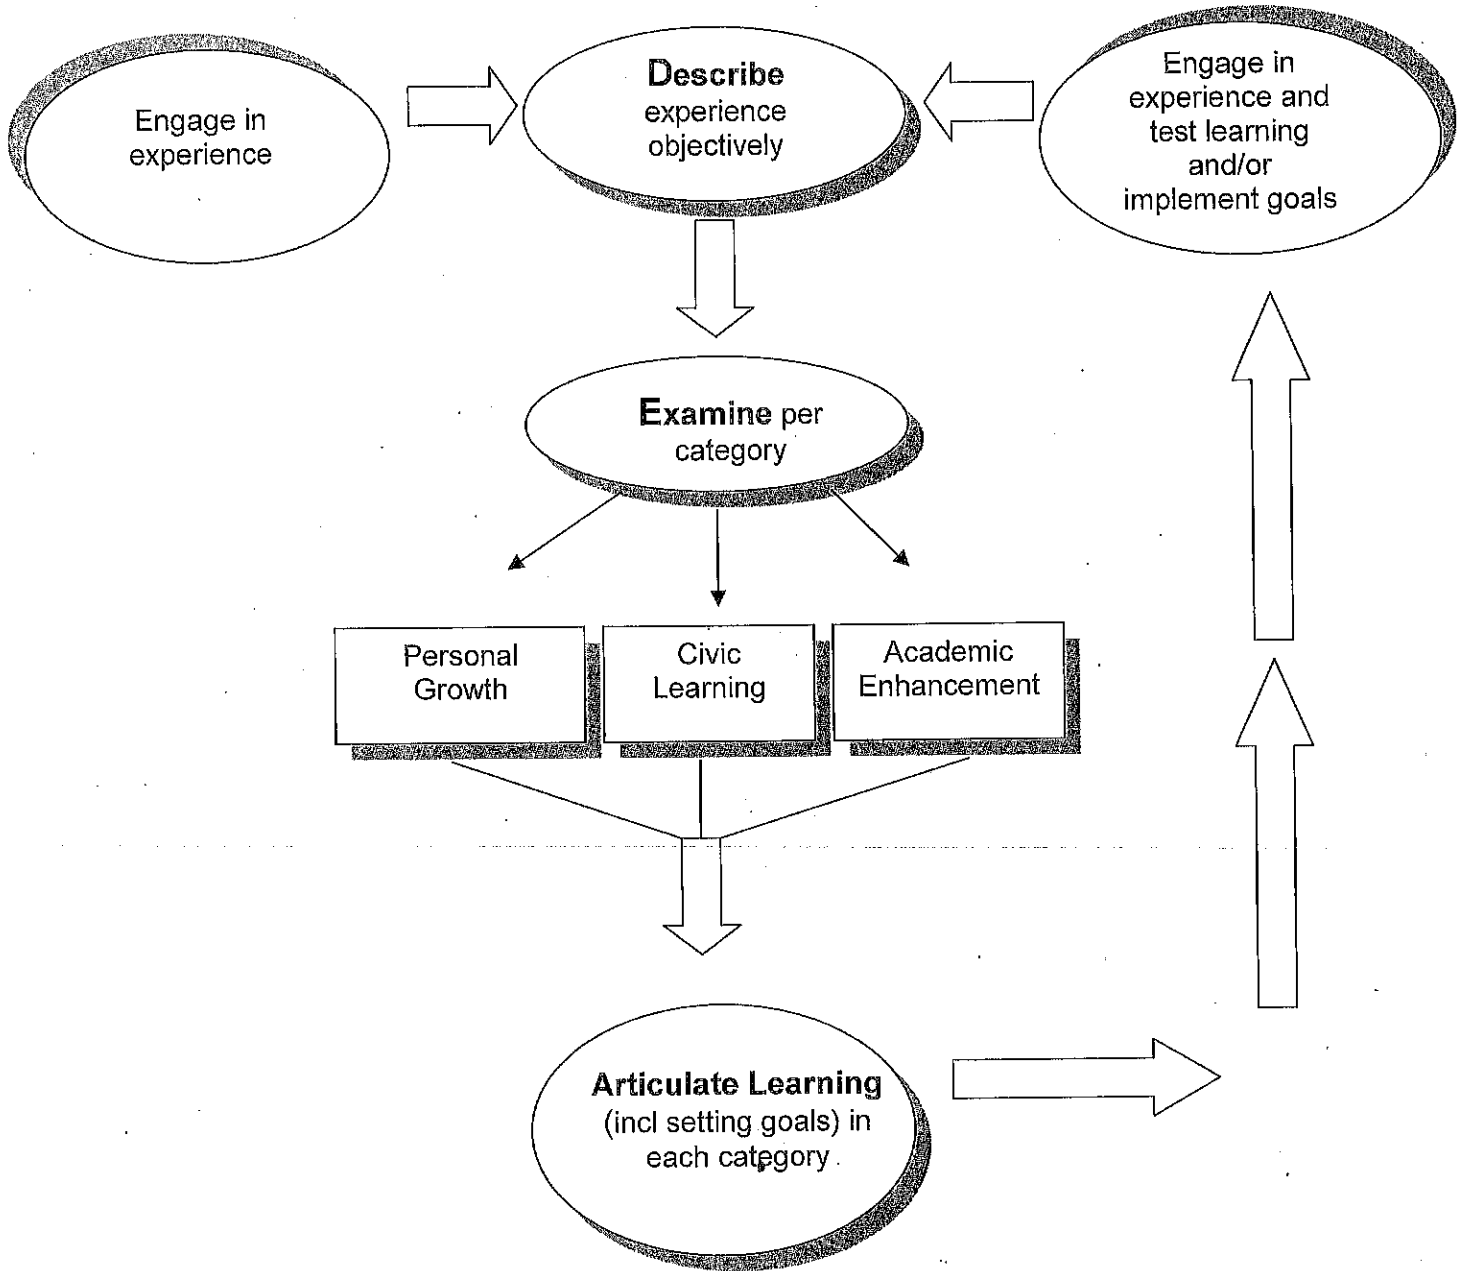 Engage in
experience
Describe
experience
objectively
Engage in
experience and
test learning
and/or
implement goals
Examine per
category
Personal
Growth
Civic
Learning
Academic
Enhancement
Articulate Learning
(incl setting goals) in
each category